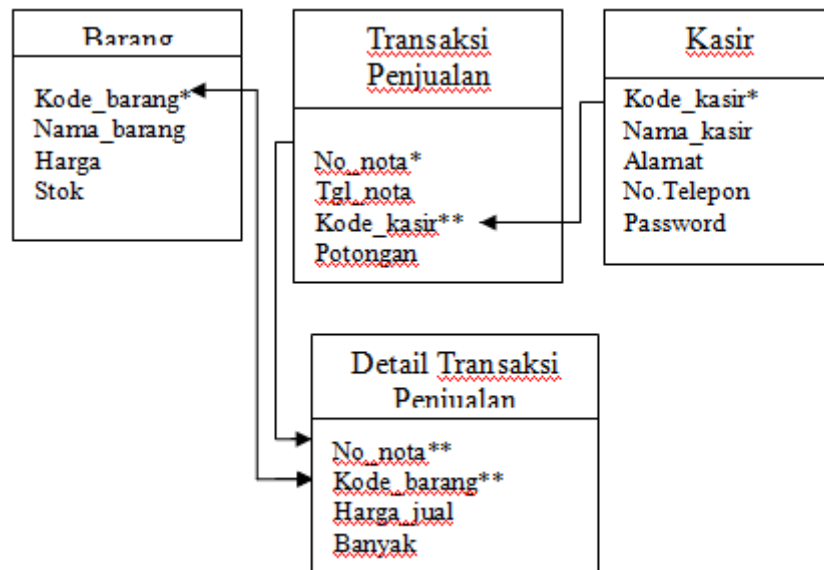 Barang
Kode_barang*
Nama_barang
Harga
Stok
Transaksi
Penjualan
No_nota*
Tgl_nota
Kode_kasir**
Potongan
Kasir
Kode_kasir*
Nama_kasir
Alamat
No.Telepon
Password
Detail Transaksi
Penjualan
No_nota**
Kode_barang**
Harga_jual
Banyak